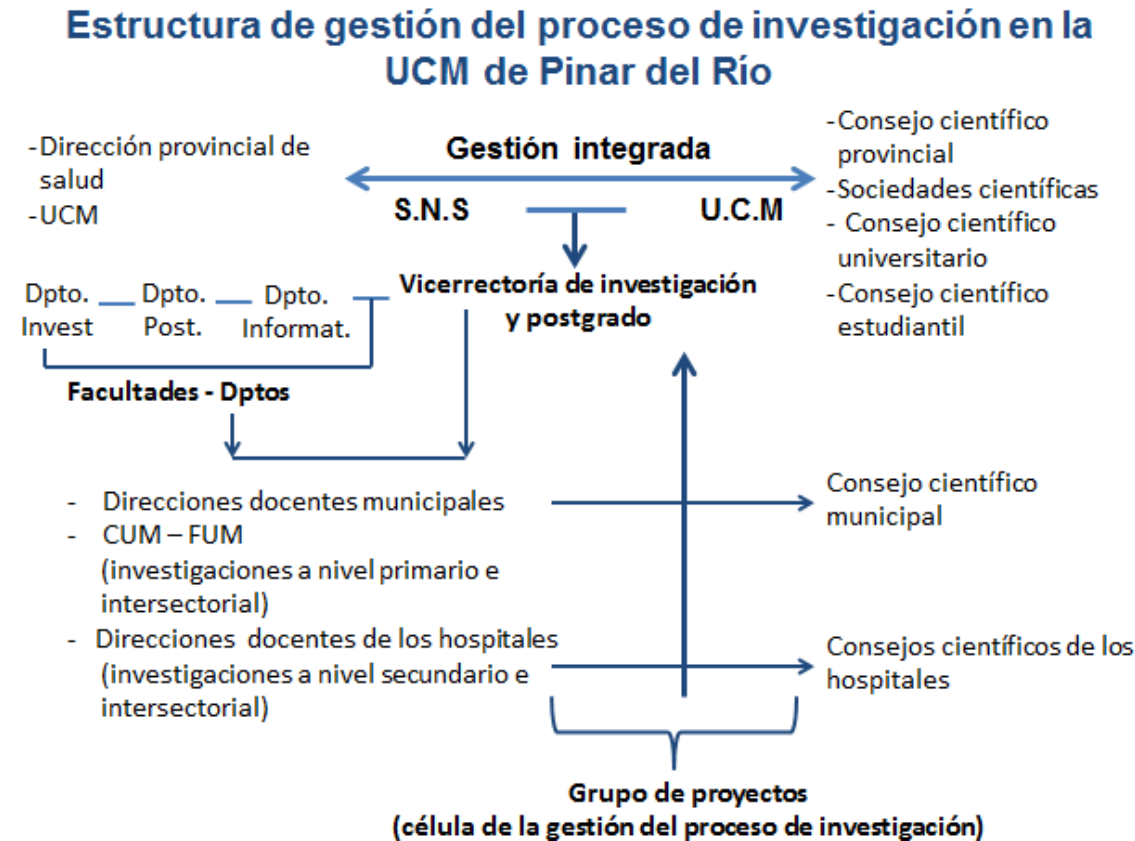 Estructura de gestión del proceso de investigación en la
UCM de Pinar del Río
-Dirección provincial de
salud
-UCM
Gestión integrada
S.N.S
U.C.M
-Consejo científico
provincial
-Sociedades científicas
- Consejo científico
universitario
-Consejo científico
estudiantil
Dpto.
Invest
Dpto.
Post.
Dpto.
Informat.
Vicerrectoría de investigación
y postgrado
Facultades - Dptos
- Direcciones docentes municipales
- CUM – FUM
(investigaciones a nivel primario e
intersectorial)
- Direcciones docentes de los hospitales
(investigaciones a nivel secundario e
intersectorial)
Consejo científico
municipal
Consejos científicos de los
hospitales
Grupo de proyectos
(célula de la gestión del proceso de investigación)